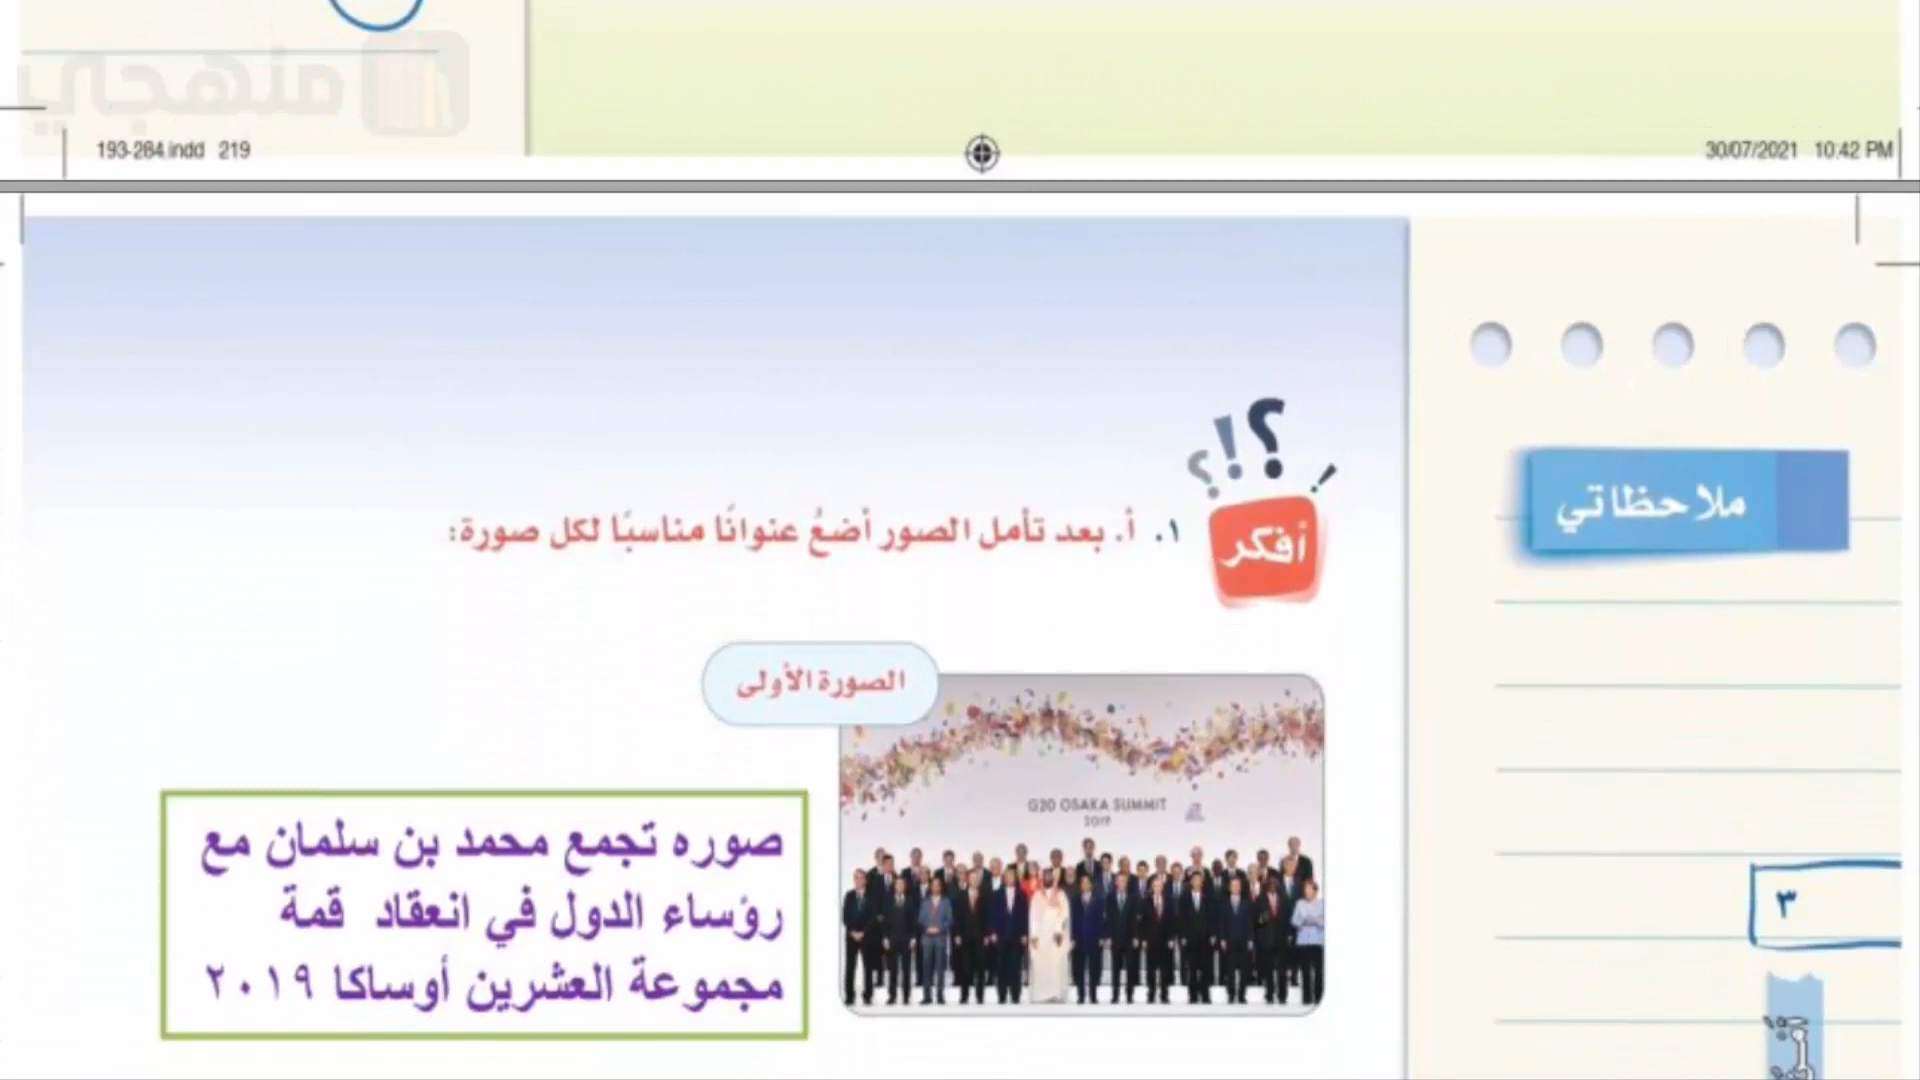 منهجي
193-264.indd 219
30/07/2021 10:42 PM
ملاحظاتي
أفكر
١. أ. بعد تأمل الصور أضعُ عنوانًا مناسبًا لكل صورة:
الصورة الأولى
G20 OSAKA SUMMIT
2019
صوره تجمع محمد بن سلمان مع
رؤساء الدول في انعقاد قمة
مجموعة العشرين أوساكا ٢٠١٩
٣